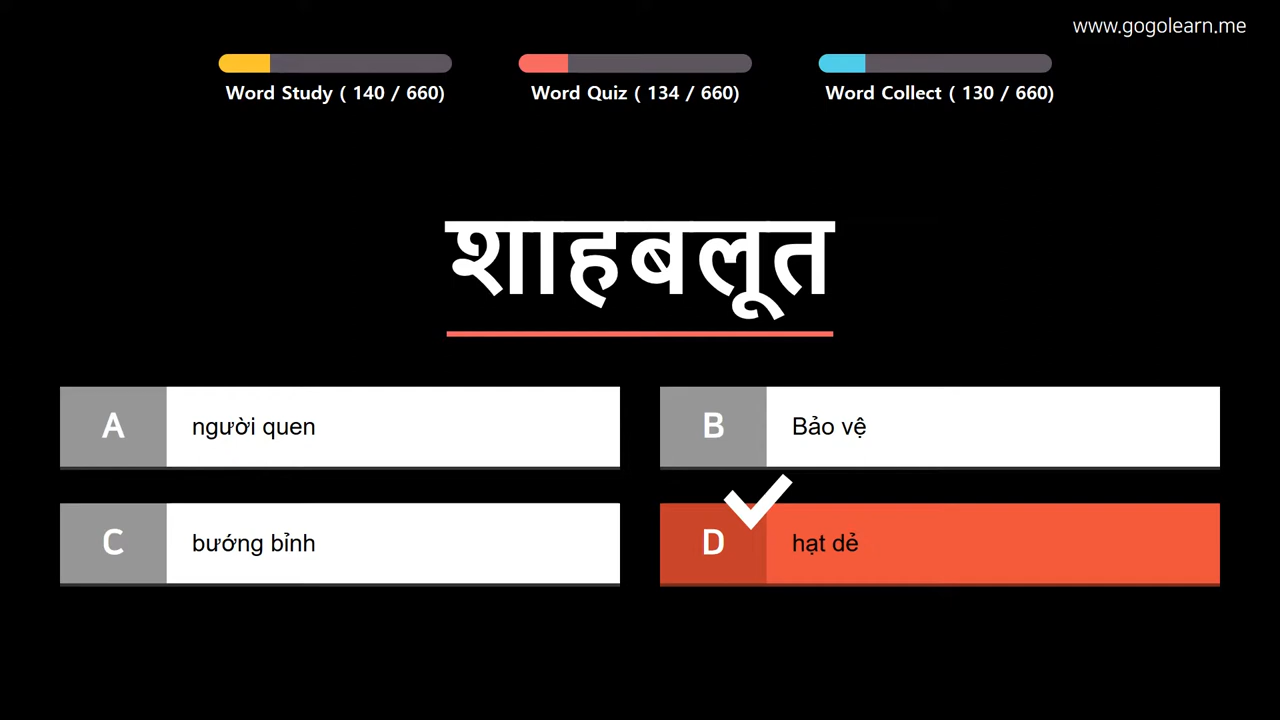 www.gogolearn.me
Word Study ( 140 / 660)
Word Quiz ( 134 / 660)
Word Collect ( 130 / 660)
शाहबलूत
A người quen
B Bảo vệ
C bướng bỉnh
D hạt dẻ